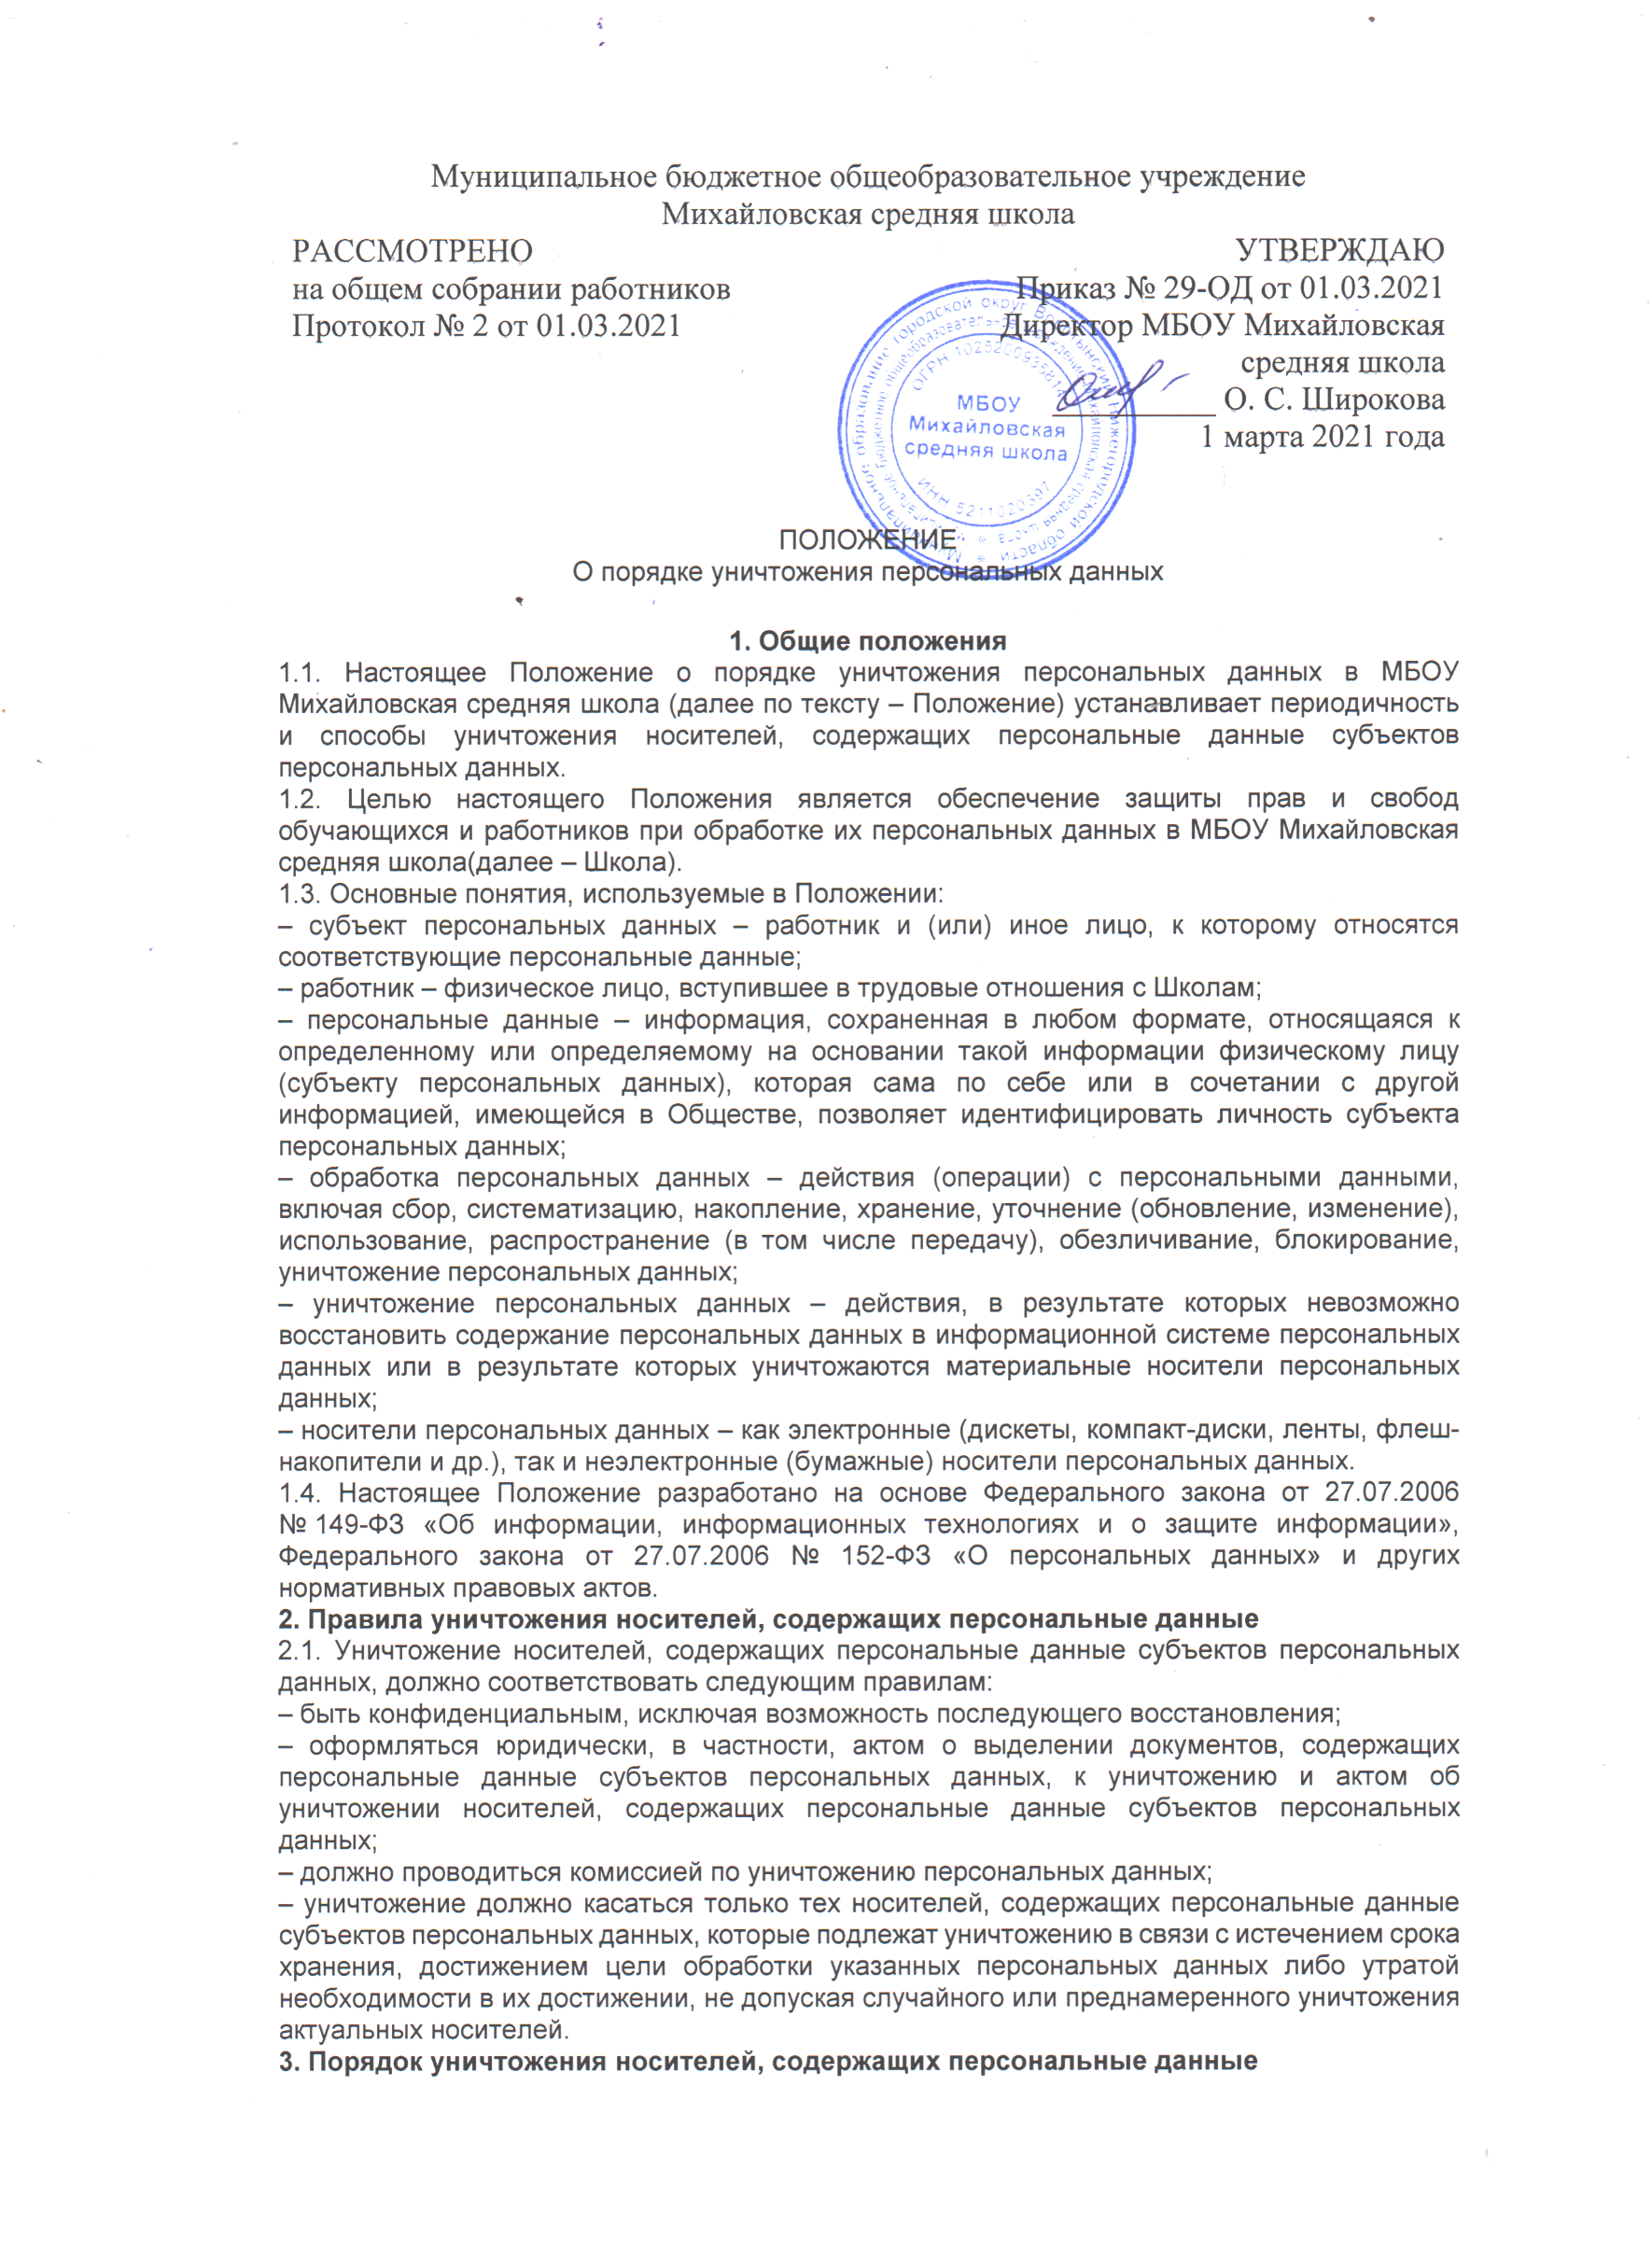 Муниципальное бюджетное общеобразовательное учреждение
Михайловская средняя школа
РАССМОТРЕНО
на общем собрании работников
Протокол № 2 от 01.03.2021
УТВЕРЖДАЮ
Приказ № 29-ОД от 01.03.2021
Директор МБОУ Михайловская
средняя школа
О. С. Широкова
1 марта 2021 года
МБОУ
Михайловская
средняя школа
ИНН 5211020397
ПОЛОЖЕНИЕ
О порядке уничтожения персональных данных
1. Общие положения
1.1. Настоящее Положение о порядке уничтожения персональных данных в МБОУ
Михайловская средняя школа (далее по тексту – Положение) устанавливает периодичность
и способы уничтожения носителей, содержащих персональные данные субъектов
персональных данных.
1.2. Целью настоящего Положения является обеспечение защиты прав и свобод
обучающихся и работников при обработке их персональных данных в МБОУ Михайловская
средняя школа(далее – Школа).
1.3. Основные понятия, используемые в Положении:
– субъект персональных данных – работник и (или) иное лицо, к которому относятся
соответствующие персональные данные;
– работник – физическое лицо, вступившее в трудовые отношения с Школам;
– персональные данные – информация, сохраненная в любом формате, относящаяся к
определенному или определяемому на основании такой информации физическому лицу
(субъекту персональных данных), которая сама по себе или в сочетании с другой
информацией, имеющейся в Обществе, позволяет идентифицировать личность субъекта
персональных данных;
– обработка персональных данных – действия (операции) с персональными данными,
включая сбор, систематизацию, накопление, хранение, уточнение (обновление, изменение),
использование, распространение (в том числе передачу), обезличивание, блокирование,
уничтожение персональных данных;
– уничтожение персональных данных – действия, в результате которых невозможно
восстановить содержание персональных данных в информационной системе персональных
данных или в результате которых уничтожаются материальные носители персональных
данных;
– носители персональных данных – как электронные (дискеты, компакт-диски, ленты, флеш-
накопители и др.), так и неэлектронные (бумажные) носители персональных данных.
1.4. Настоящее Положение разработано на основе Федерального закона от 27.07.2006
№ 149-ФЗ «Об информации, информационных технологиях и о защите информации»,
Федерального закона от 27.07.2006 № 152-ФЗ «О персональных данных» и других
нормативных правовых актов.
2. Правила уничтожения носителей, содержащих персональные данные
2.1. Уничтожение носителей, содержащих персональные данные субъектов персональных
данных, должно соответствовать следующим правилам:
– быть конфиденциальным, исключая возможность последующего восстановления;
– оформляться юридически, в частности, актом о выделении документов, содержащих
персональные данные субъектов персональных данных, к уничтожению и актом об
уничтожении носителей, содержащих персональные данные субъектов персональных
данных;
– должно проводиться комиссией по уничтожению персональных данных;
– уничтожение должно касаться только тех носителей, содержащих персональные данные
субъектов персональных данных, которые подлежат уничтожению в связи с истечением срока
хранения, достижением цели обработки указанных персональных данных либо утратой
необходимости в их достижении, не допуская случайного или преднамеренного уничтожения
актуальных носителей.
3. Порядок уничтожения носителей, содержащих персональные данные